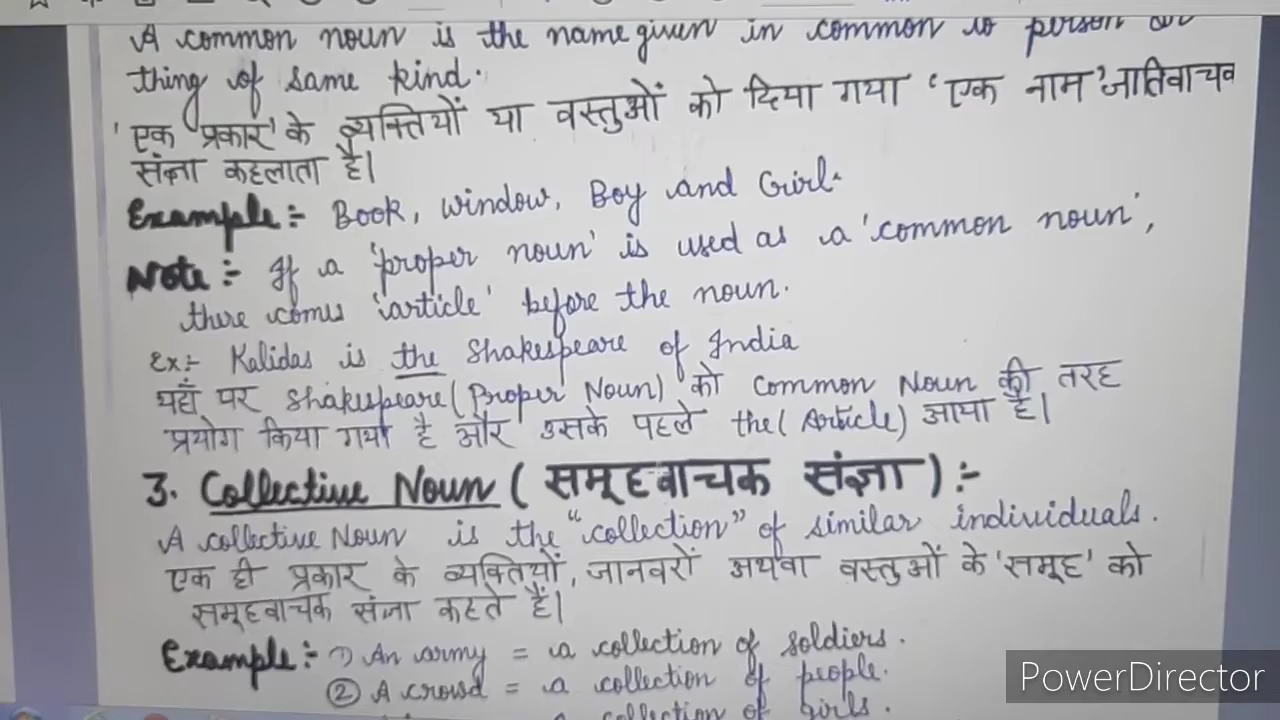 A common noun is the name given in common to person or
thing of same kind.
'एक प्रकार' के व्यक्तियों या वस्तुओं को दिया गया 'एक नाम' जातिवाचक
संज्ञा कहलाता है।
Example:- Book, window, Boy and Girl.
Note:- If a 'proper noun' is used as a 'common noun',
there comes 'article' before the noun.
Ex:- Kalidas is the Shakespeare of India
यहाँ पर Shakespeare (Proper Noun) को Common Noun की तरह
प्रयोग किया गया है और उसके पहले the (Article) आया है।
3. Collective Noun (समूहवाचक संज्ञा):-
A collective Noun is the "collection" of similar individuals.
एक ही प्रकार के व्यक्तियों, जानवरों अथवा वस्तुओं के 'समूह' को
समूहवाचक संज्ञा कहते हैं।
Example:- 1) An army = a collection of soldiers.
② A crowd = a collection of people.
a collection of girls.
PowerDirector